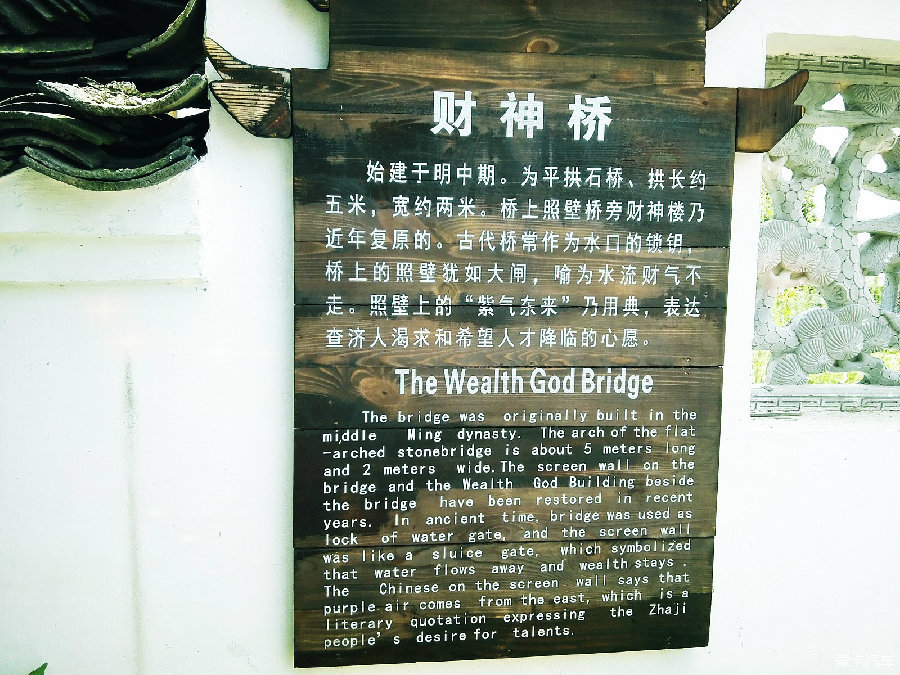 财神桥
始建于明中期。为平拱石桥、拱长约
五米，宽约两米。桥上照壁桥旁财神楼乃
近年复原的。古代桥常作为水口的锁钥，
桥上的照壁犹如大闸，喻为水流财气不
走。照壁上的“紫气东来”乃用典，表达
查济人渴求和希望人才降临的心愿。
The Wealth God Bridge
The bridge was originally built in the
middle Ming dynasty. The arch of the flat
-arched stonebridge is about 5 meters long
and 2 meters wide.The screen wall on the
bridge and the Wealth God Building beside
the bridge have been restored in recent
years. In ancient time, bridge was used as
lock of water gate, and the screen wall
was like a sluice gate, which symbolized
that water flows away and wealth stays .
The Chinese on the screen wall says that
purple air comes from the east, which is a
literary quotation expressing the Zhaji
people's desire for talents.
爱卡汽车